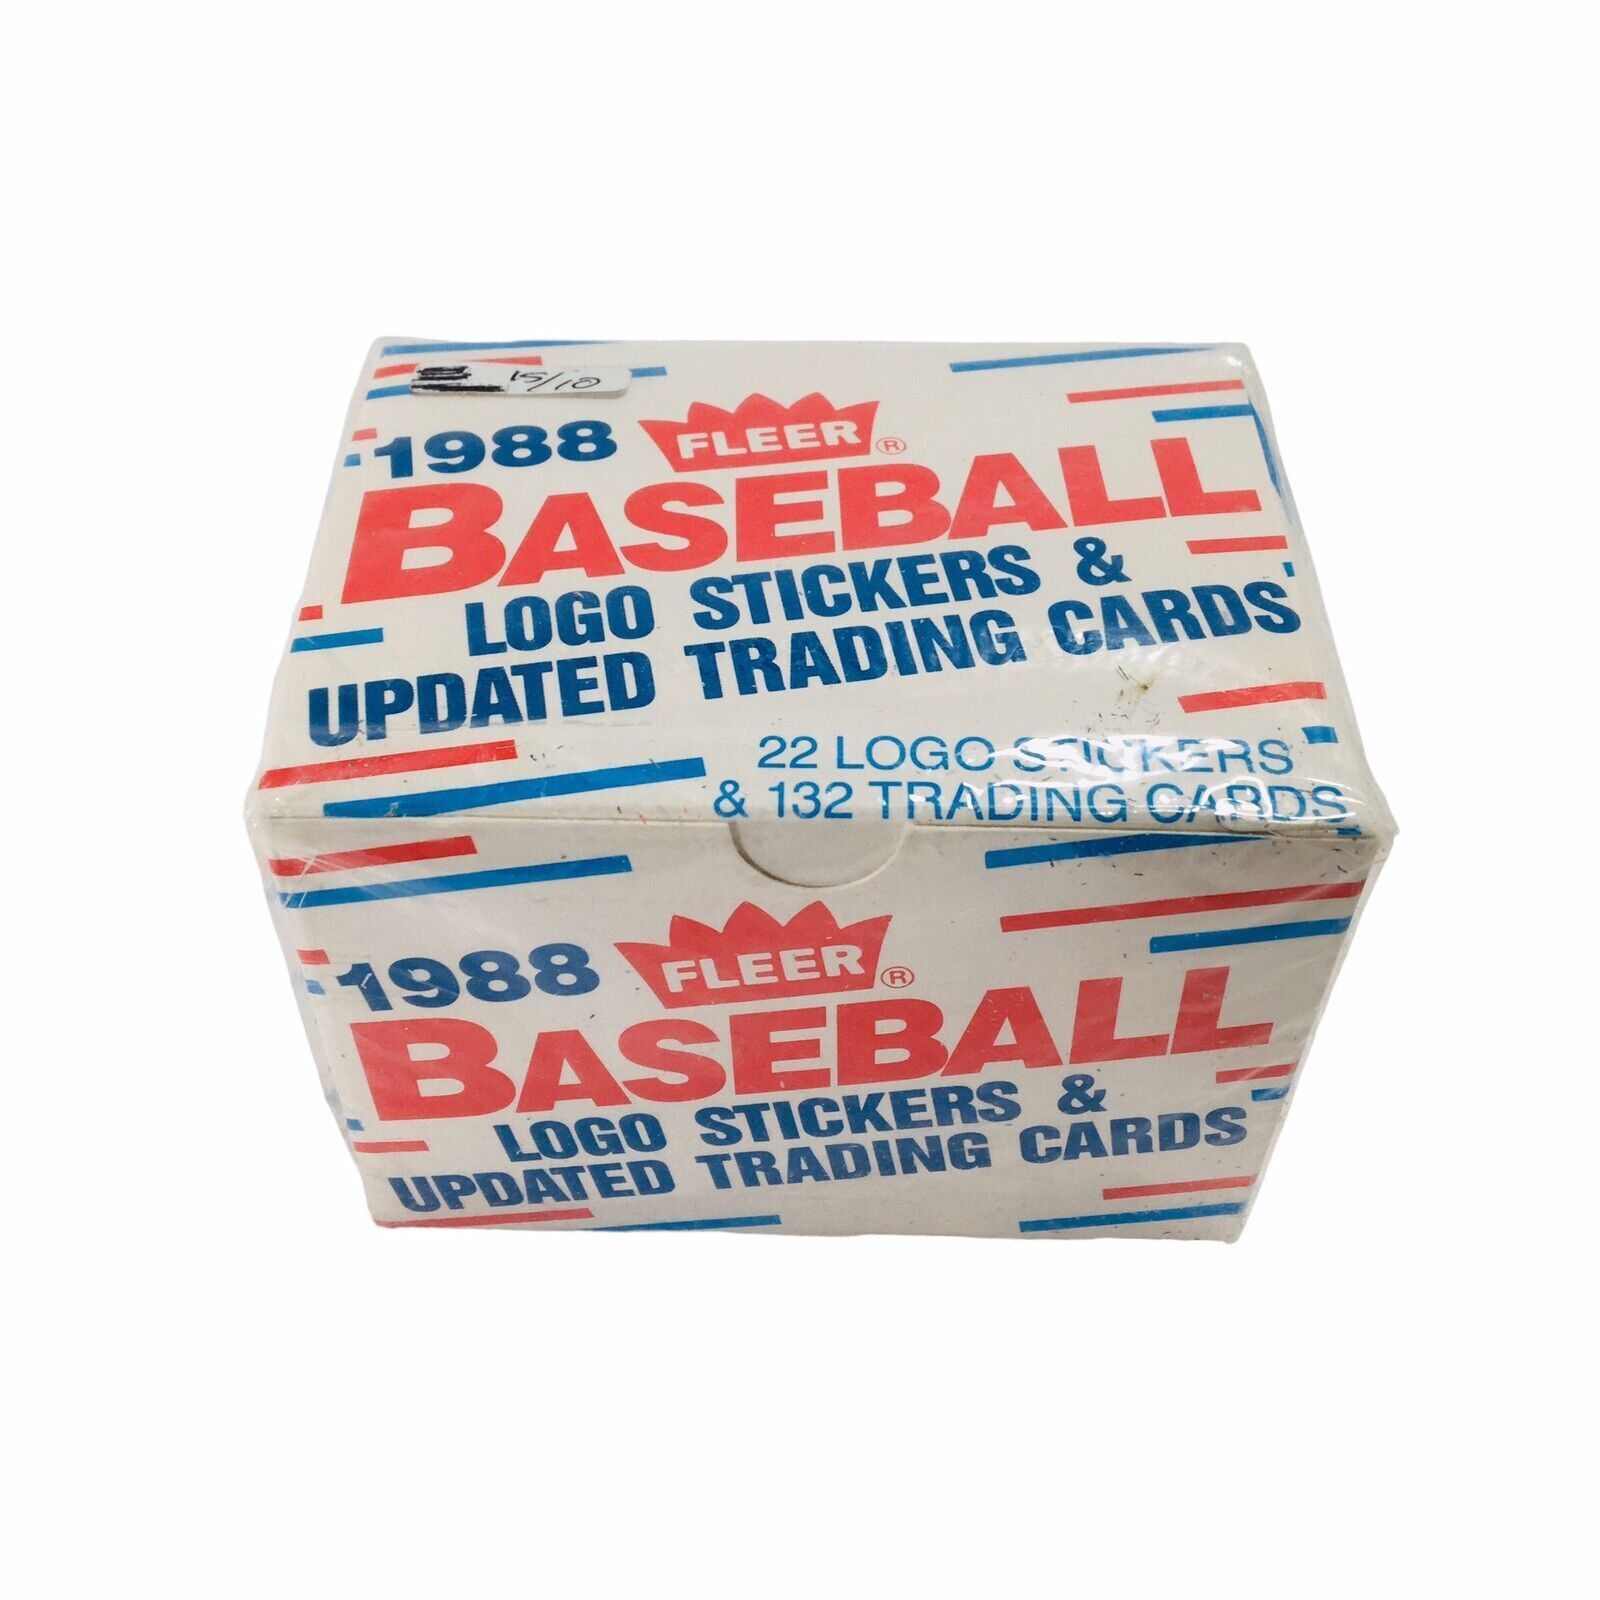 15/10
1988 FLEER ®
BASEBALL
LOGO STICKERS &
UPDATED TRADING CARDS
22 LOGO STICKERS
& 132 TRADING CARDS
1988 FLEER ®
BASEBALL
LOGO STICKERS &
UPDATED TRADING CARDS